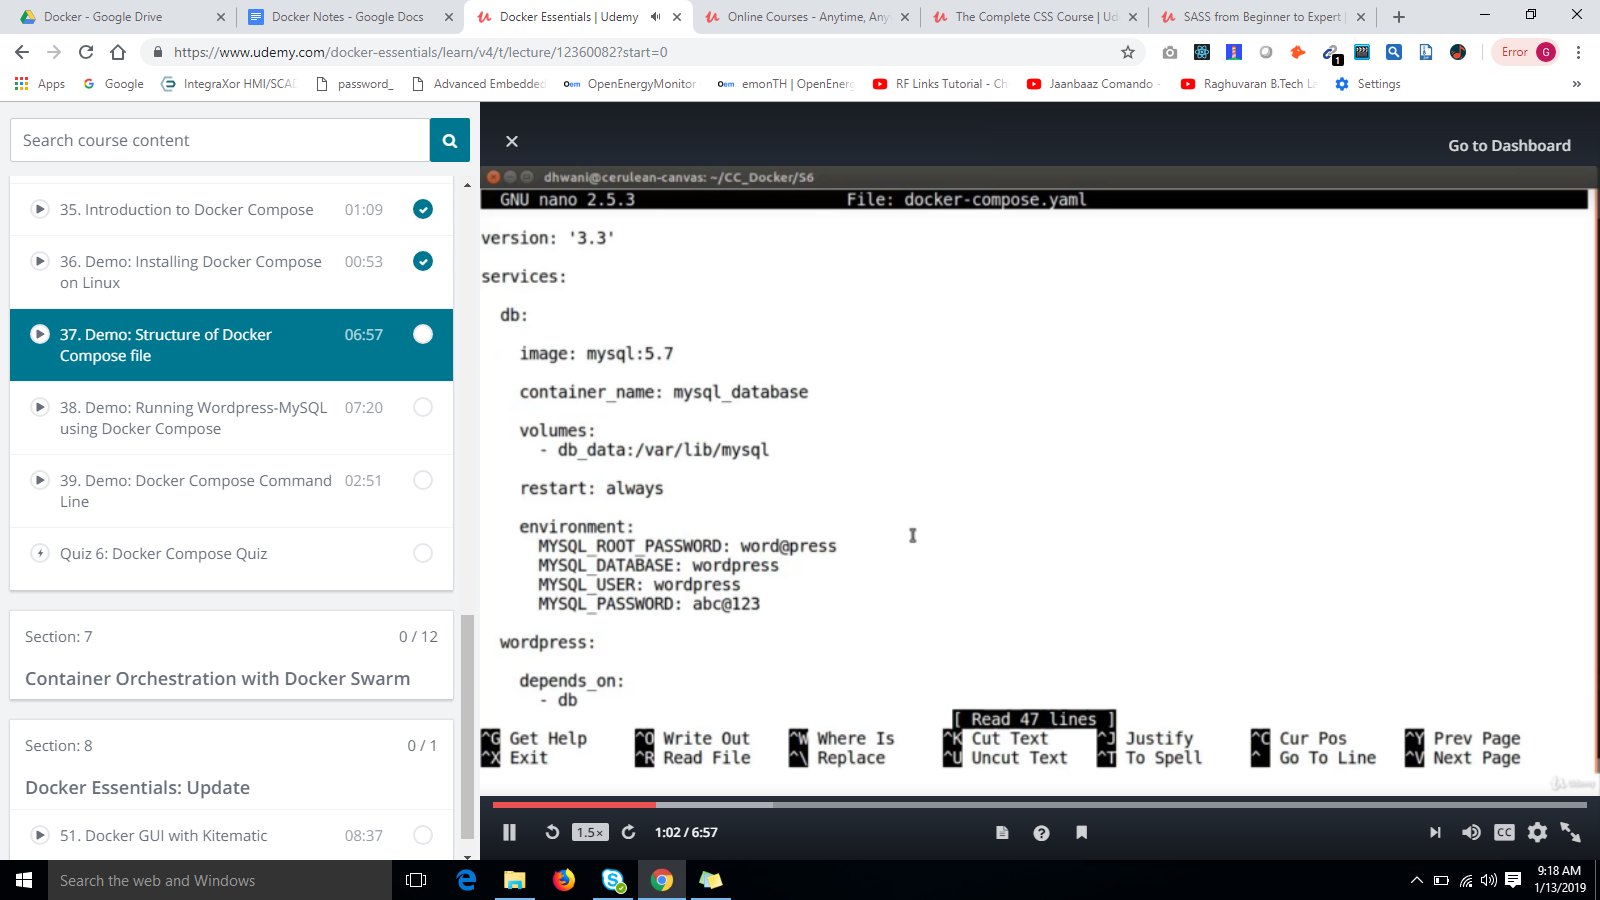 Docker - Google Drive
Docker Notes - Google Docs
Docker Essentials | Udemy
Online Courses - Anytime, Any
The Complete CSS Course | Ud
SASS from Beginner to Expert |
https://www.udemy.com/docker-essentials/learn/v4/t/lecture/12360082?start=0
1
Error G
Apps
Google
IntegraXor HMI/SCAD
password_
Advanced Embedded
OpenEnergyMonitor
emonTH | OpenEnerg
RF Links Tutorial - Ch
Jaanbaaz Comando -
Raghuvaran B.Tech La
Settings
Search course content
35. Introduction to Docker Compose 01:09
36. Demo: Installing Docker Compose 00:53
on Linux
37. Demo: Structure of Docker 06:57
Compose file
38. Demo: Running Wordpress-MySQL 07:20
using Docker Compose
39. Demo: Docker Compose Command 02:51
Line
Quiz 6: Docker Compose Quiz
Section: 7 0 / 12
Container Orchestration with Docker Swarm
Section: 8 0 / 1
Docker Essentials: Update
51. Docker GUI with Kitematic 08:37
Go to Dashboard
dhwani@cerulean-canvas: ~/CC_Docker/S6
GNU nano 2.5.3 File: docker-compose.yaml
version: '3.3'
services:
db:
image: mysql:5.7
container_name: mysql_database
volumes:
- db_data:/var/lib/mysql
restart: always
environment:
MYSQL_ROOT_PASSWORD: word@press
MYSQL_DATABASE: wordpress
MYSQL_USER: wordpress
MYSQL_PASSWORD: abc@123
wordpress:
depends_on:
- db
[ Read 47 lines ]
^G Get Help ^O Write Out ^W Where Is ^K Cut Text ^J Justify ^C Cur Pos ^Y Prev Page
^X Exit ^R Read File ^\ Replace ^U Uncut Text ^T To Spell ^_ Go To Line ^V Next Page
Udemy
1.5x
1:02 / 6:57
CC
Search the web and Windows
9:18 AM
1/13/2019